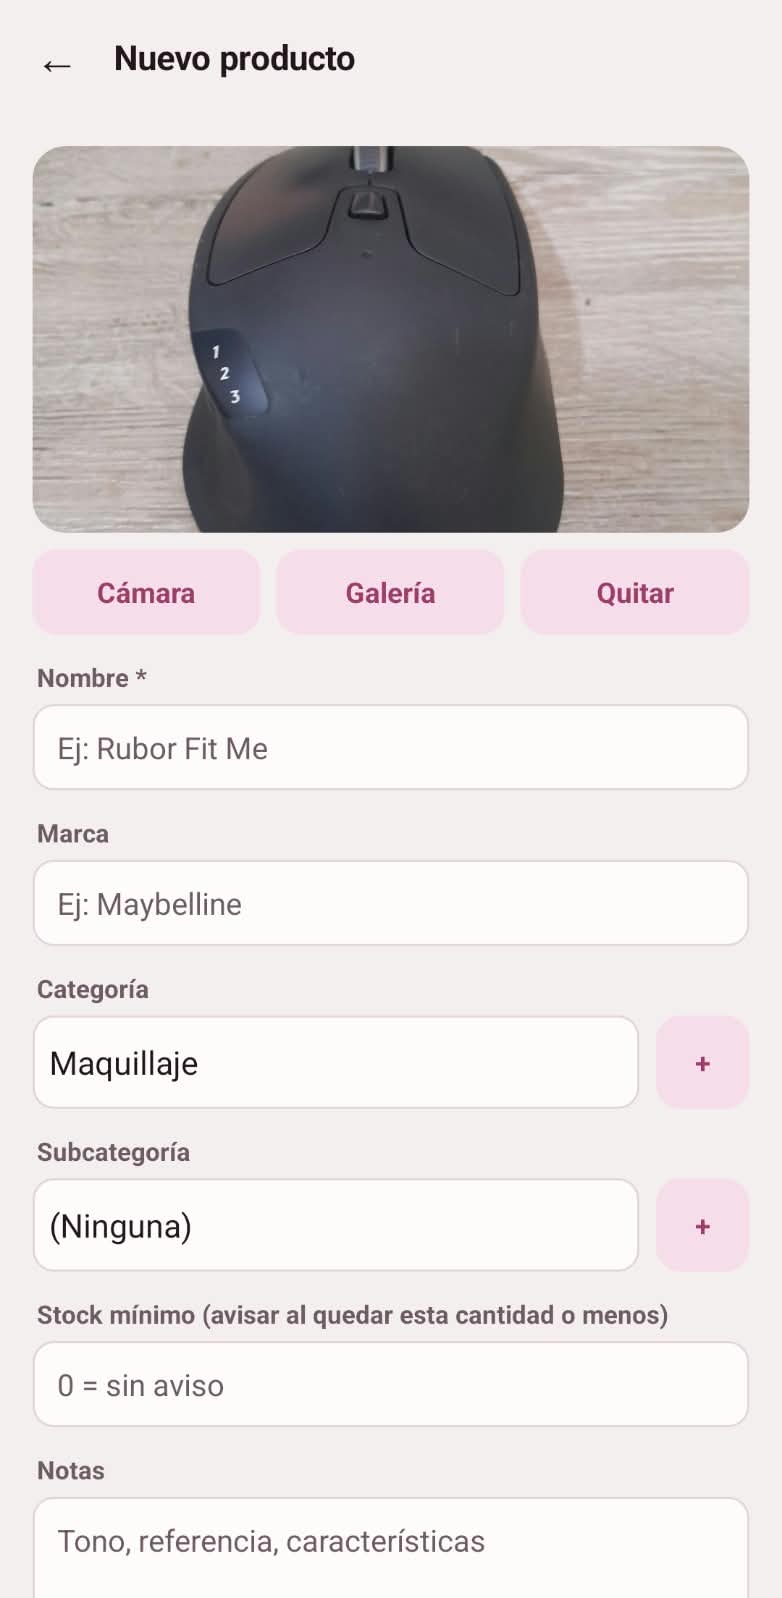 ← Nuevo producto
1
2
3
Cámara Galería Quitar
Nombre *
Ej: Rubor Fit Me
Marca
Ej: Maybelline
Categoría
Maquillaje +
Subcategoría
(Ninguna) +
Stock mínimo (avisar al quedar esta cantidad o menos)
0 = sin aviso
Notas
Tono, referencia, características